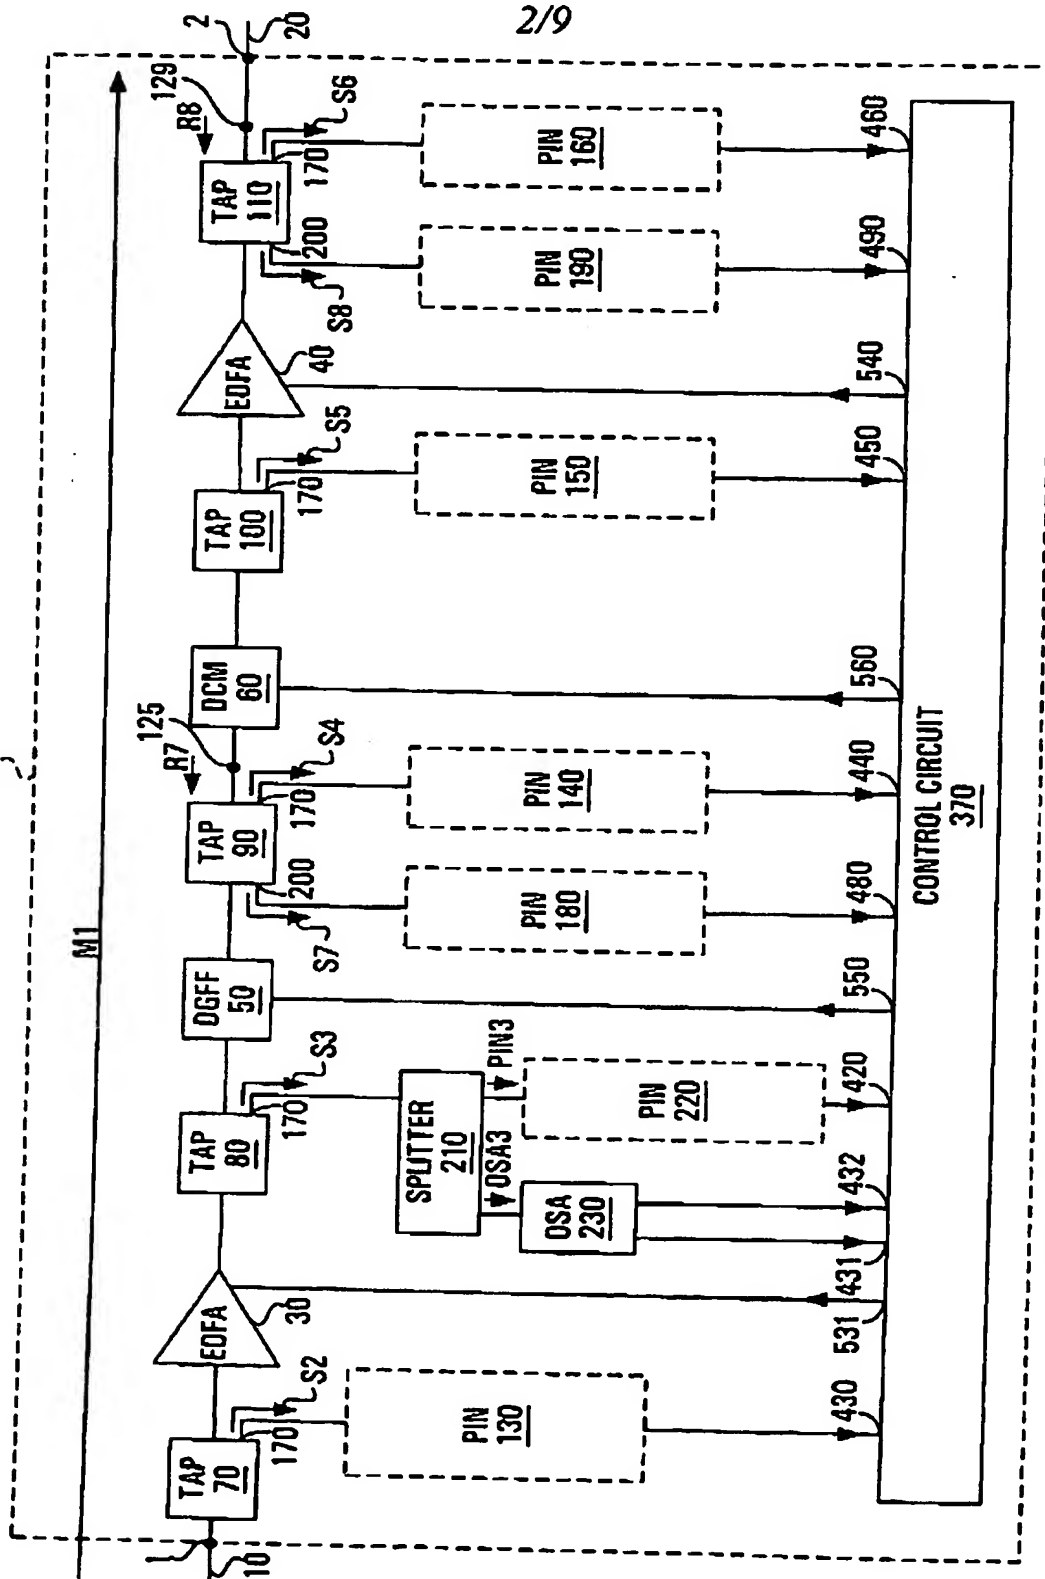 2/9
M1
10
TAP
70
170
S2
PIN
130
430
EDFA
30
531
431
432
TAP
80
170
S3
SPLITTER
210
OSA3
PIN3
OSA
230
PIN
220
420
DGFF
50
550
S7
200
TAP
90
R7
125
170
S4
PIN
180
480
PIN
140
440
DCM
60
560
TAP
100
170
S5
PIN
150
450
EDFA
40
540
S8
200
TAP
110
R8
129
170
S6
PIN
190
490
PIN
160
460
2
20
CONTROL CIRCUIT
370